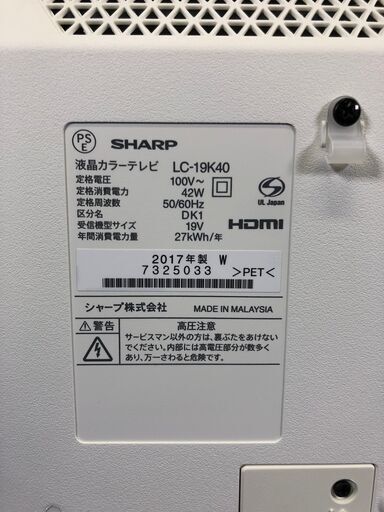 PS
E
SHARP
液晶カラーテレビ LC-19K40
定格電圧 100V～
定格消費電力 42W
定格周波数 50/60Hz
区分名 DK1
受信機型サイズ 19V
年間消費電力量 27kWh/年
UL Japan
HDMI
2017年製 W
7325033
>PET<
シャープ株式会社 MADE IN MALAYSIA
⚠警告 高圧注意
サービスマン以外の方は、裏ぶたをあけない
でください。内部には高電圧部分が数多く
あり、万一さわると危険です。